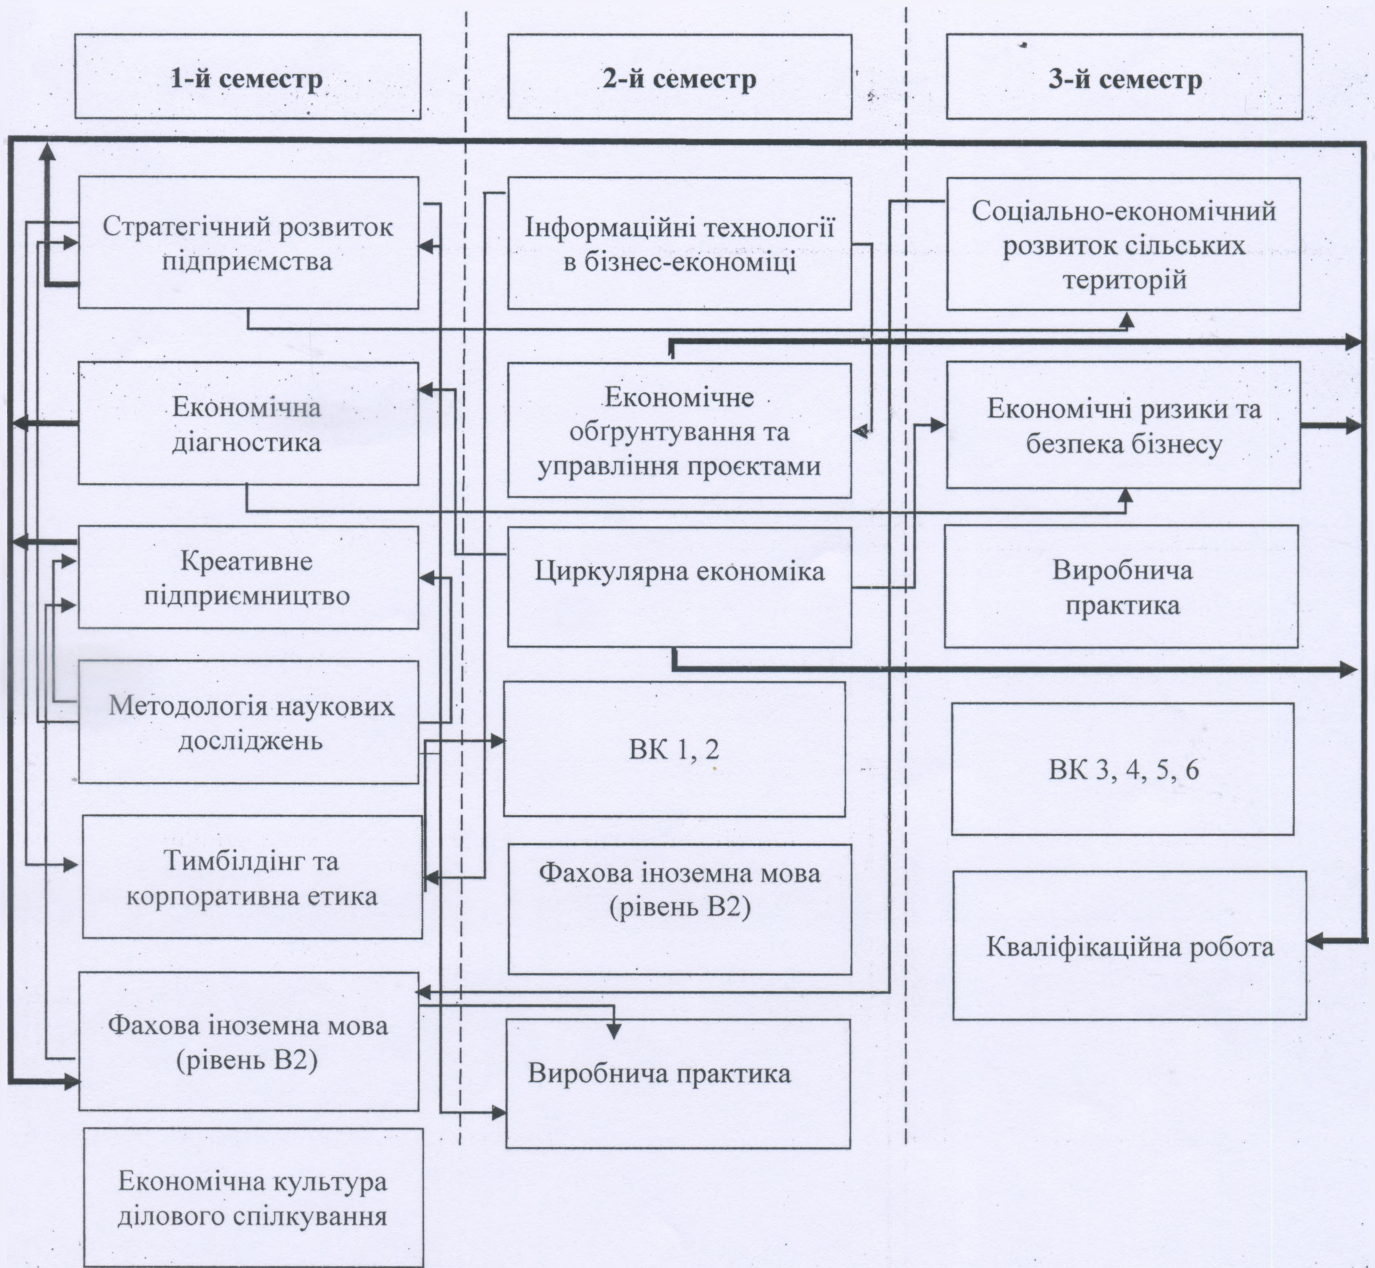 1-й семестр
2-й семестр
3-й семестр
Стратегічний розвиток
підприємства
Економічна
діагностика
Креативне
підприємництво
Методологія наукових
досліджень
Тимбілдінг та
корпоративна етика
Фахова іноземна мова
(рівень В2)
Економічна культура
ділового спілкування
Інформаційні технології
в бізнес-економіці
Економічне
обґрунтування та
управління проєктами
Циркулярна економіка
ВК 1, 2
Фахова іноземна мова
(рівень В2)
Виробнича практика
Соціально-економічний
розвиток сільських
територій
Економічні ризики та
безпека бізнесу
Виробнича
практика
ВК 3, 4, 5, 6
Кваліфікаційна робота